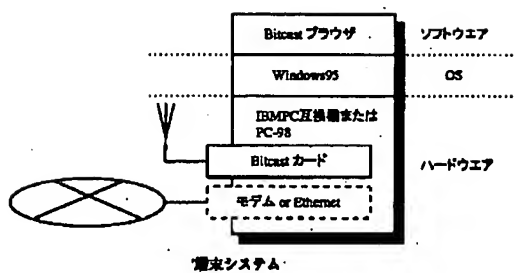 Bitcast ブラウザ
ソフトウエア
Windows95
OS
IBMPC互換機または
PC-98
Bitcast カード
ハードウエア
モデム or Ethernet
端末システム